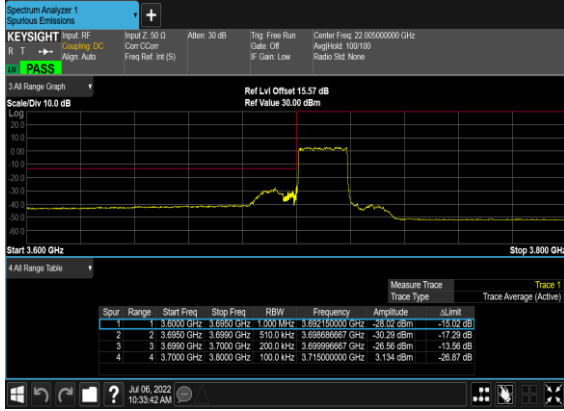 Spectrum Analyzer 1
Spurious Emissions
+
KEYSIGHT Input: RF Input Z: 50 Ω Atten: 30 dB Trig: Free Run Center Freq: 22.005000000 GHz
R T Coupling: DC Corr CCorr Gate: Off Avg|Hold: 100/100
Align: Auto Freq Ref: Int (S) IF Gain: Low Radio Std: None
PASS
3 All Range Graph
Ref Lvl Offset 15.57 dB
Scale/Div 10.0 dB Ref Value 30.00 dBm
Log
20.0
10.0
0.00
-10.0
-20.0
-30.0
-40.0
-50.0
-60.0
Start 3.600 GHz Stop 3.800 GHz
4 All Range Table
Measure Trace Trace 1
Trace Type Trace Average (Active)
Spur Range Start Freq Stop Freq RBW Frequency Amplitude ΔLimit
1 1 3.6000 GHz 3.6950 GHz 1.000 MHz 3.692150000 GHz -28.02 dBm -15.02 dB
2 2 3.6950 GHz 3.6990 GHz 510.0 kHz 3.698686667 GHz -30.29 dBm -17.29 dB
3 3 3.6990 GHz 3.7000 GHz 200.0 kHz 3.699996667 GHz -26.56 dBm -13.56 dB
4 4 3.7000 GHz 3.8000 GHz 100.0 kHz 3.715000000 GHz 3.134 dBm -26.87 dB
?
Jul 06, 2022
10:33:42 AM